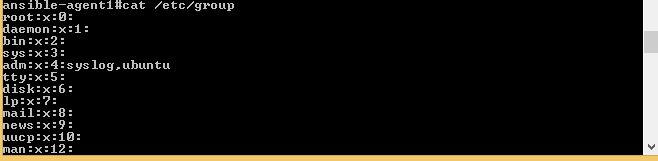 ansible-agent1#cat /etc/group
root:x:0:
daemon:x:1:
bin:x:2:
sys:x:3:
adm:x:4:syslog,ubuntu
tty:x:5:
disk:x:6:
lp:x:7:
mail:x:8:
news:x:9:
uucp:x:10:
man:x:12: